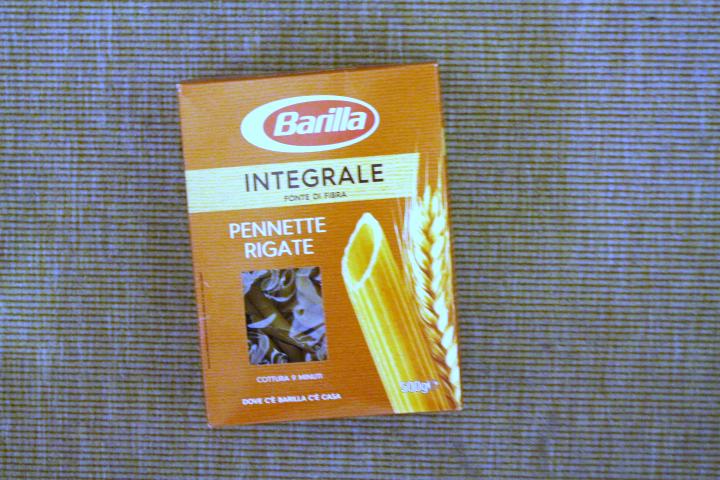 Barilla
INTEGRALE
FONTE DI FIBRA
PENNETTE
RIGATE
COTTURA 9 MINUTI
DOVE C'È BARILLA C'È CASA
500g